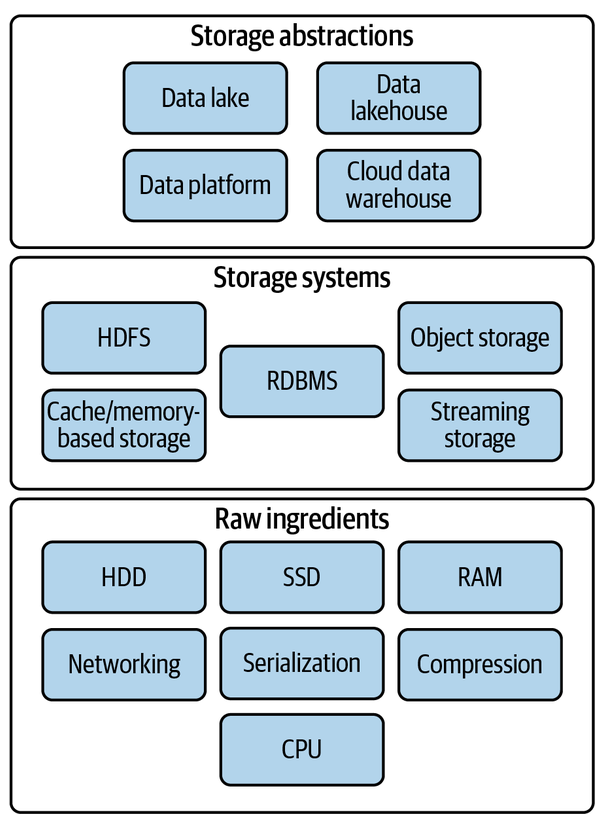 Storage abstractions
Data lake
Data
lakehouse
Data platform
Cloud data
warehouse
Storage systems
HDFS
Object storage
RDBMS
Cache/memory-
based storage
Streaming
storage
Raw ingredients
HDD
SSD
RAM
Networking
Serialization
Compression
CPU